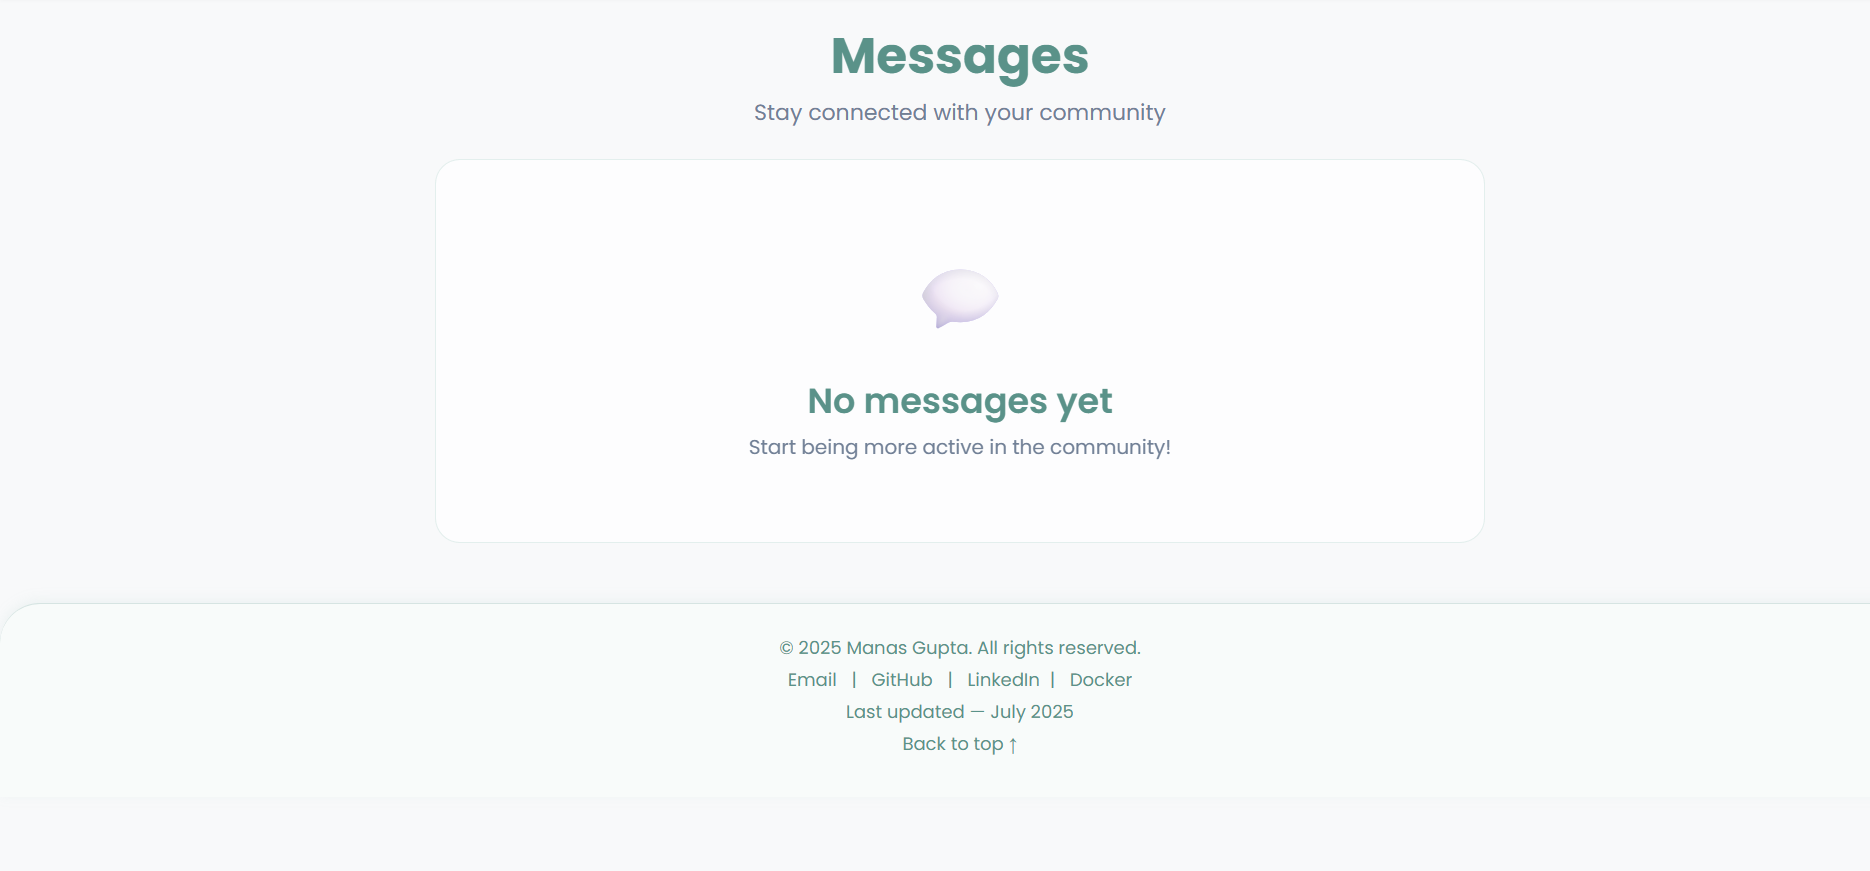 Messages
Stay connected with your community
No messages yet
Start being more active in the community!
© 2025 Manas Gupta. All rights reserved.
Email | GitHub | LinkedIn | Docker
Last updated — July 2025
Back to top ↑